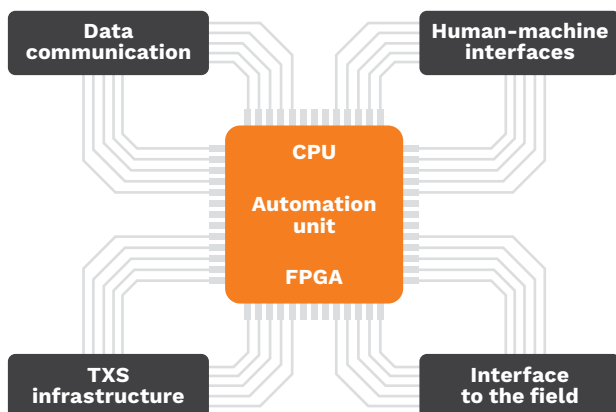 Data
communication
Human-machine
interfaces
CPU
Automation
unit
FPGA
TXS
infrastructure
Interface
to the field